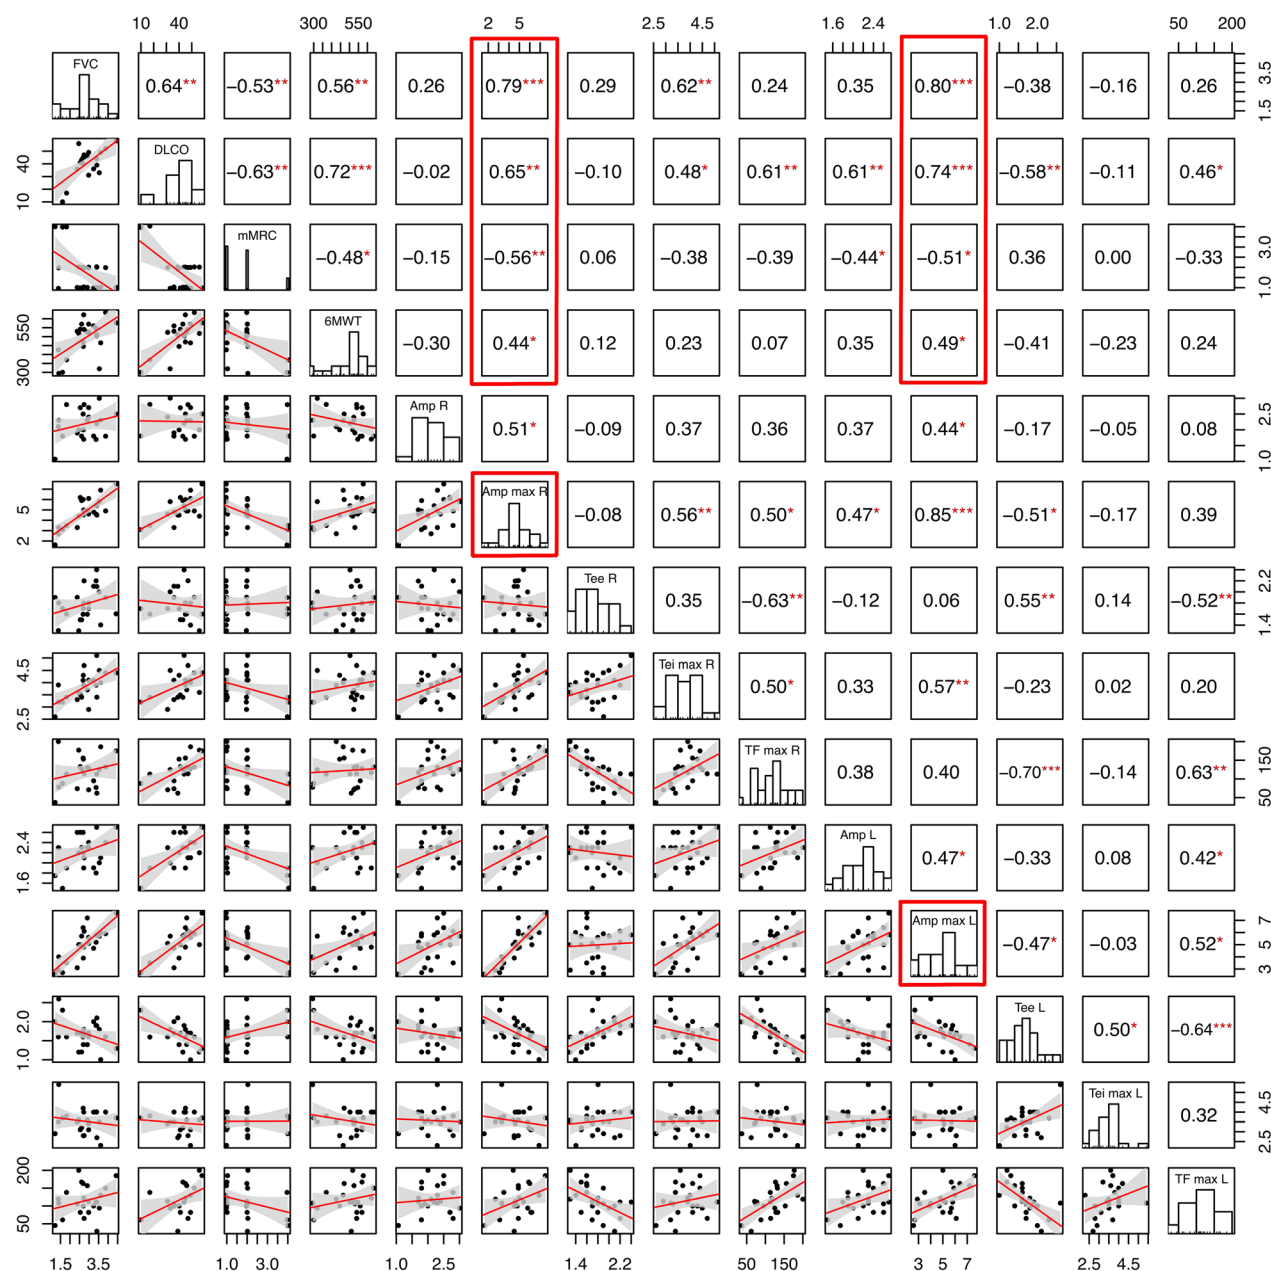 10 40 300 550 2 5 2.5 4.5 1.6 2.4 1.0 2.0 50 200
FVC 0.64** −0.53** 0.56** 0.26 0.79*** 0.29 0.62** 0.24 0.35 0.80*** −0.38 −0.16 0.26 1.5 3.5
10 40 DLCO −0.63** 0.72*** −0.02 0.65** −0.10 0.48* 0.61** 0.61** 0.74*** −0.58** −0.11 0.46*
mMRC −0.48* −0.15 −0.56** 0.06 −0.38 −0.39 −0.44* −0.51* 0.36 0.00 −0.33 1.0 3.0
300 550 6MWT −0.30 0.44* 0.12 0.23 0.07 0.35 0.49* −0.41 −0.23 0.24
Amp R 0.51* −0.09 0.37 0.36 0.37 0.44* −0.17 −0.05 0.08 1.0 2.5
2 5 Amp max R −0.08 0.56** 0.50* 0.47* 0.85*** −0.51* −0.17 0.39
Tee R 0.35 −0.63** −0.12 0.06 0.55** 0.14 −0.52** 1.4 2.2
2.5 4.5 Tei max R 0.50* 0.33 0.57** −0.23 0.02 0.20
TF max R 0.38 0.40 −0.70*** −0.14 0.63** 50 150
1.6 2.4 Amp L 0.47* −0.33 0.08 0.42*
Amp max L −0.47* −0.03 0.52* 3 5 7
1.0 2.0 Tee L 0.50* −0.64***
Tei max L 0.32 2.5 4.5
50 200 TF max L
1.5 3.5 1.0 3.0 1.0 2.5 1.4 2.2 50 150 3 5 7 2.5 4.5